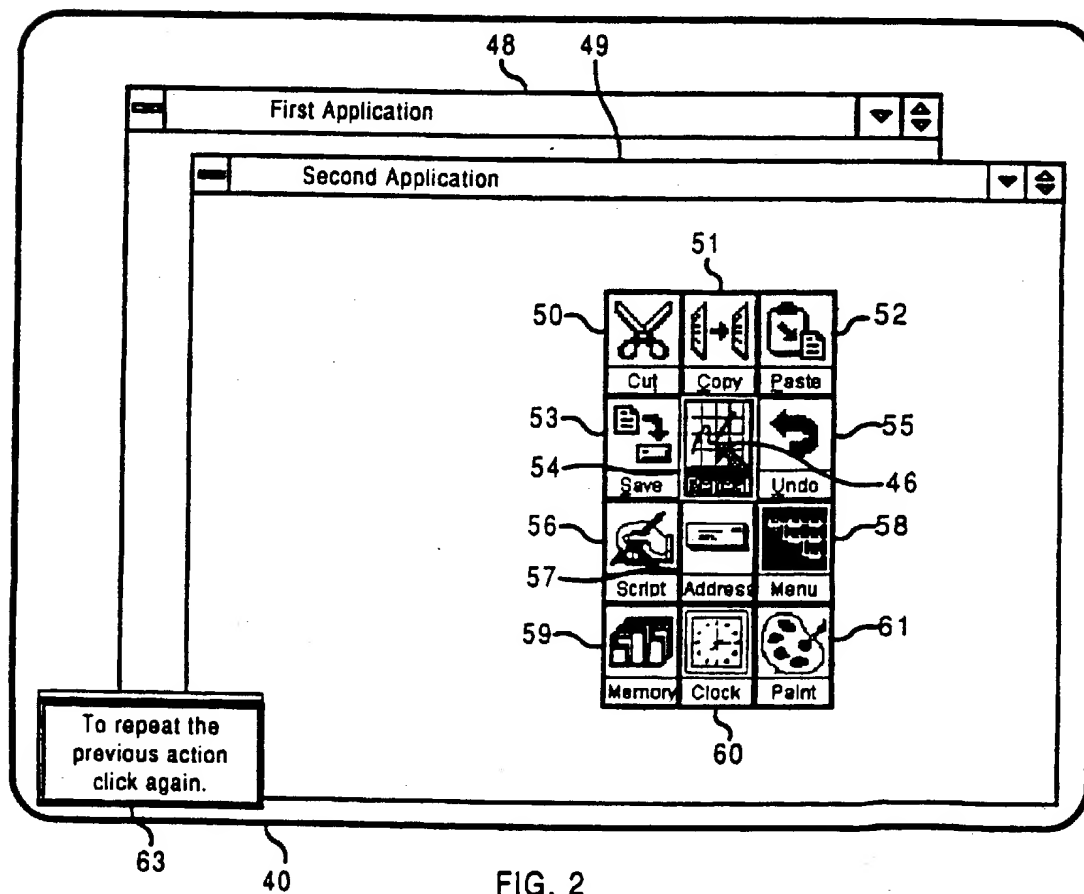 48 49
First Application
Second Application
51
50 52
Cut Copy Paste
53 55
54 46
Save Undo
56 58
57
Script Address Menu
59 61
Memory Clock Paint
60
To repeat the
previous action
click again.
63 40
FIG. 2